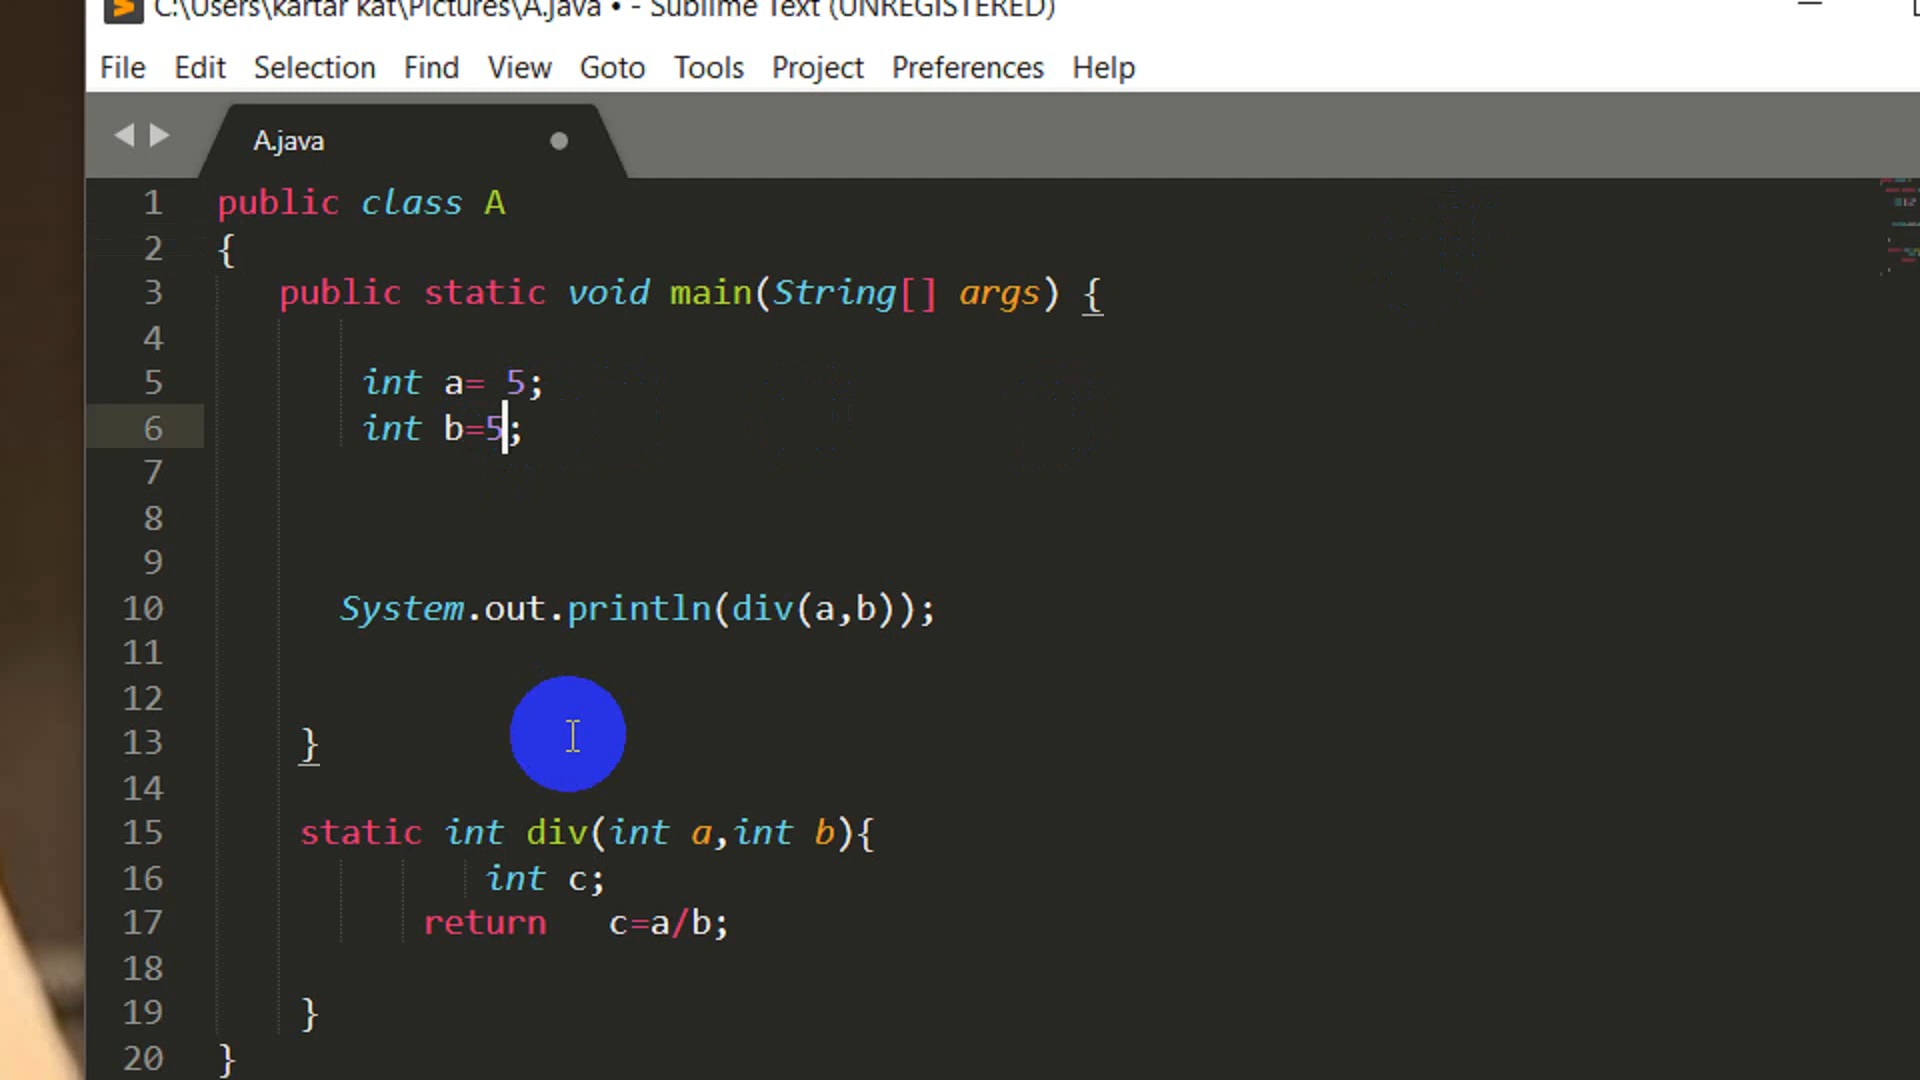 C:\Users\kartar kat\Pictures\A.java • - Sublime Text (UNREGISTERED)
File Edit Selection Find View Goto Tools Project Preferences Help
A.java
1 public class A
2 {
3 public static void main(String[] args) {
4
5 int a= 5;
6 int b=5;
7
8
9
10 System.out.println(div(a,b));
11
12
13 }
14
15 static int div(int a,int b){
16 int c;
17 return c=a/b;
18
19 }
20 }